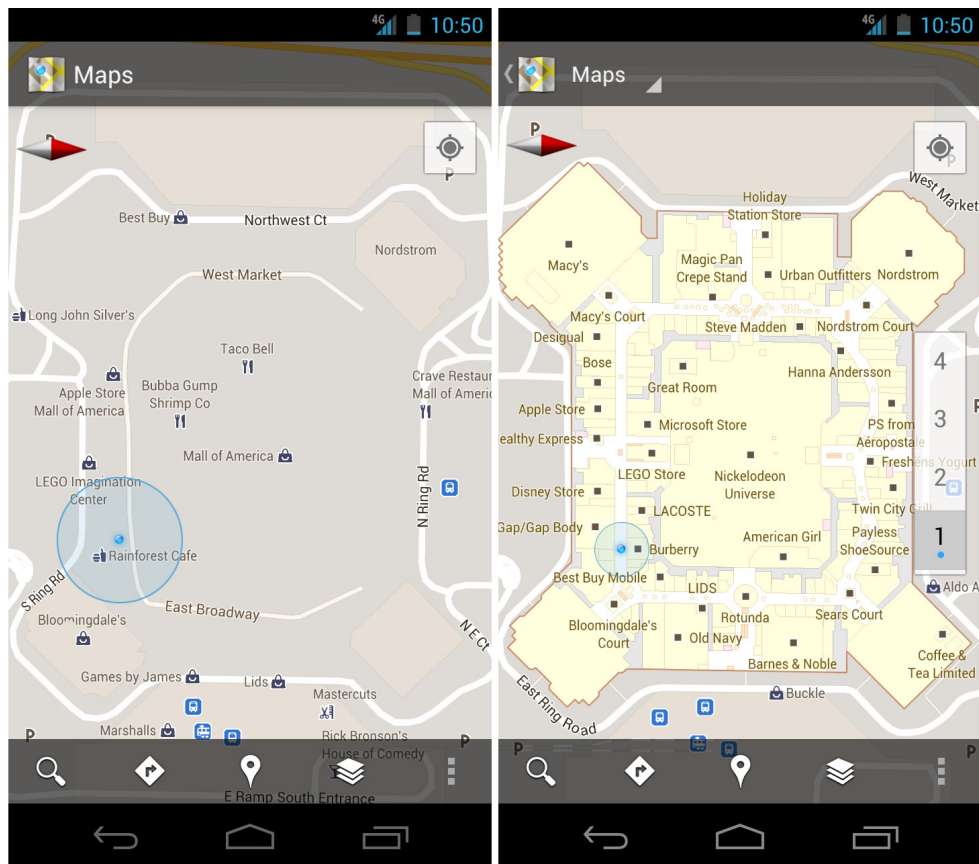 4G 10:50
Maps
P
P
Best Buy
Northwest Ct
Nordstrom
West Market
Long John Silver's
Taco Bell
Apple Store
Mall of America
Bubba Gump
Shrimp Co
Crave Restaur
Mall of Americ
Mall of America
LEGO Imagination
Center
N Ring Rd
Rainforest Cafe
S Ring Rd
East Broadway
Bloomingdale's
N E Ct
Games by James
Lids
Mastercuts
Marshalls
Rick Bronson's
House of Comedy
P
P
E Ramp South Entrance
4G 10:50
Maps
P
P
West Market
Holiday
Station Store
Macy's
Magic Pan
Crepe Stand
Urban Outfitters
Nordstrom
Macy's Court
Steve Madden
Nordstrom Court
Desigual
Bose
Great Room
Hanna Andersson
4
Apple Store
Microsoft Store
PS from
Aéropostale
P
3
ealthy Express
LEGO Store
Freshëns Yogurt
Nickelodeon
Universe
2
Disney Store
Twin City Grill
LACOSTE
Gap/Gap Body
American Girl
Payless
ShoeSource
1
Burberry
Best Buy Mobile
LIDS
Aldo A
Bloomingdale's
Court
Rotunda
Sears Court
Old Navy
Coffee &
Tea Limited
Barnes & Noble
East Ring Road
Buckle
P
P